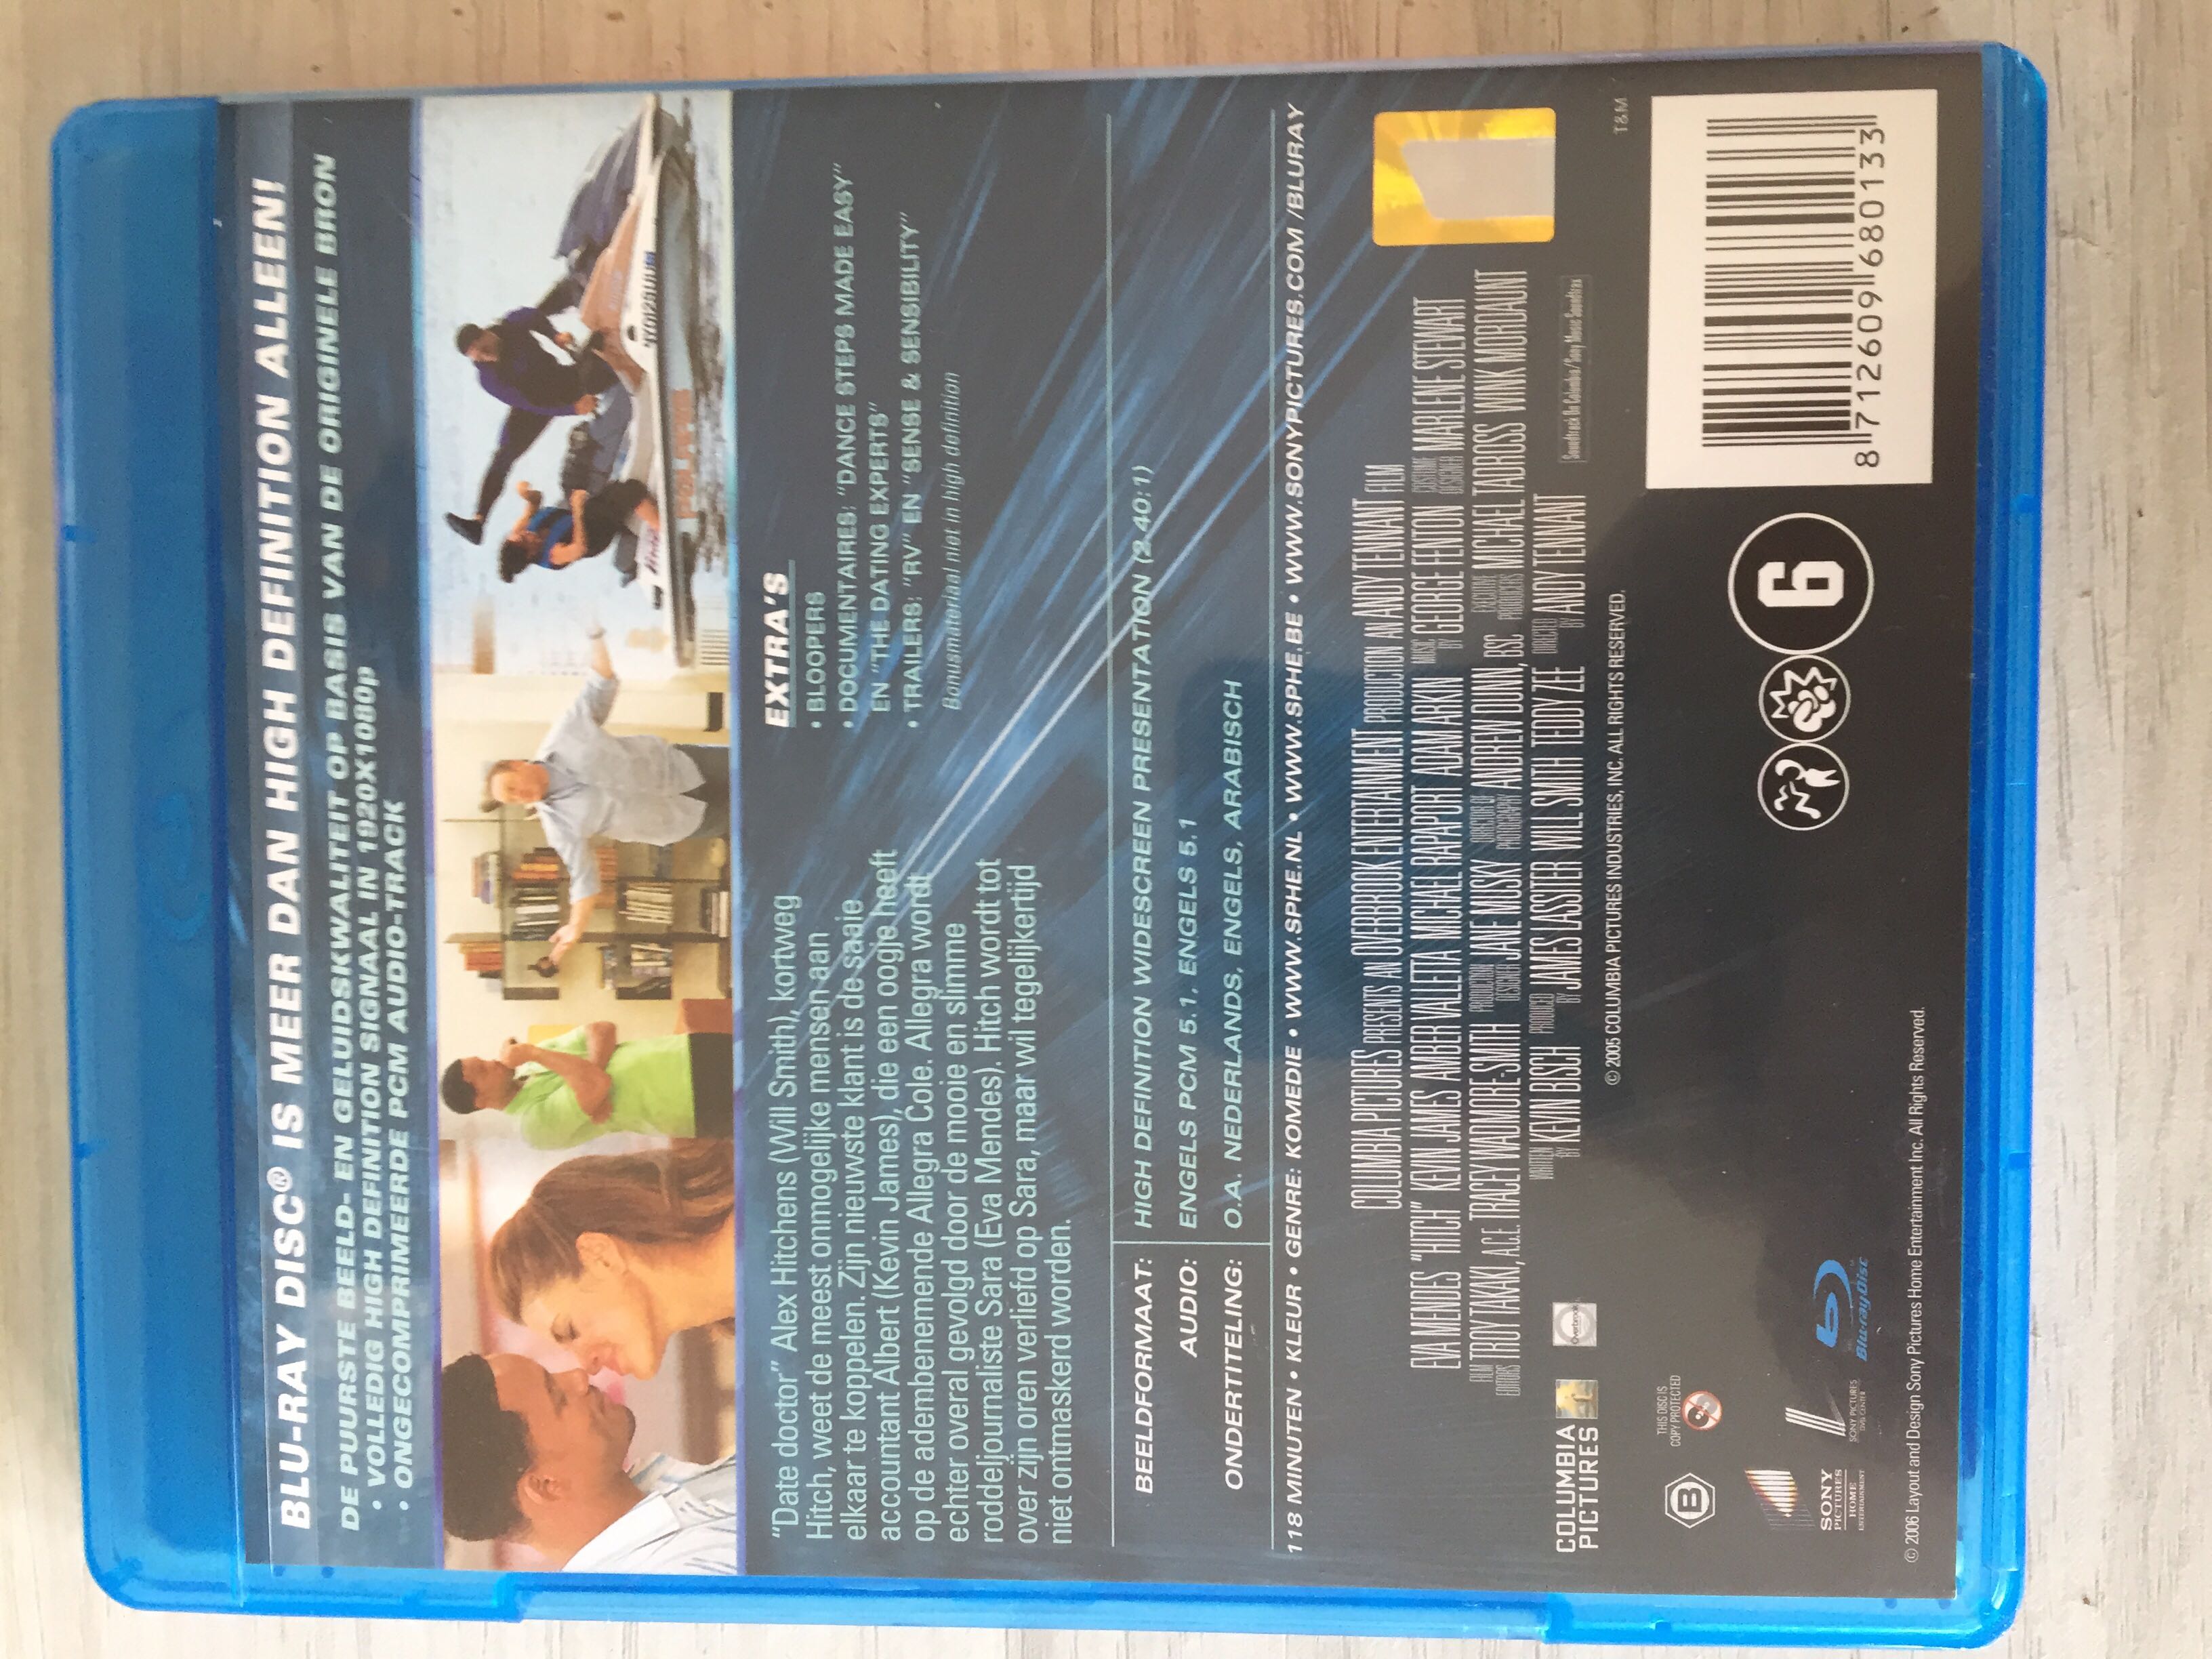 BLU-RAY DISC® IS MEER DAN HIGH DEFINITION ALLEEN!
DE PUURSTE BEELD- EN GELUIDSKWALITEIT OP BASIS VAN DE ORIGINELE BRON
• VOLLEDIG HIGH DEFINITION SIGNAAL IN 1920X1080p
• ONGECOMPRIMEERDE PCM AUDIO-TRACK
"Date doctor" Alex Hitchens (Will Smith), kortweg
Hitch, weet de meest onmogelijke mensen aan
elkaar te koppelen. Zijn nieuwste klant is de saaie
accountant Albert (Kevin James), die een oogje heeft
op de adembenemende Allegra Cole. Allegra wordt
echter overal gevolgd door de mooie en slimme
roddeljournaliste Sara (Eva Mendes). Hitch wordt tot
over zijn oren verliefd op Sara, maar wil tegelijkertijd
niet ontmaskerd worden.
EXTRA'S
• BLOOPERS
• DOCUMENTAIRES: "DANCE STEPS MADE EASY"
EN "THE DATING EXPERTS"
• TRAILERS: "RV" EN "SENSE & SENSIBILITY"
Bonusmateriaal niet in high definition
BEELDFORMAAT: HIGH DEFINITION WIDESCREEN PRESENTATION (2.40:1)
AUDIO: ENGELS PCM 5.1, ENGELS 5.1
ONDERTITELING: O.A. NEDERLANDS, ENGELS, ARABISCH
118 MINUTEN • KLEUR • GENRE: KOMEDIE • WWW.SPHE.NL • WWW.SPHE.BE • WWW.SONYPICTURES.COM /BLURAY
COLUMBIA PICTURES PRESENTS AN OVERBROOK ENTERTAINMENT PRODUCTION AN ANDY TENNANT FILM
EVA MENDES "HITCH" KEVIN JAMES AMBER VALLETTA MICHAEL RAPAPORT ADAM ARKIN MUSIC BY GEORGE FENTON COSTUME DESIGNER MARLENE STEWART
FILM EDITORS TROY TAKAKI, A.C.E. TRACEY WADMORE-SMITH PRODUCTION DESIGNER JANE MUSKY DIRECTOR OF PHOTOGRAPHY ANDREW DUNN, BSC EXECUTIVE PRODUCERS MICHAEL TADROSS WINK MORDAUNT
WRITTEN BY KEVIN BISCH PRODUCED BY JAMES LASSITER WILL SMITH TEDDY ZEE DIRECTED BY ANDY TENNANT
Soundtrack On Columbia/Sony Music Soundtrax
COLUMBIA
PICTURES
Overbrook
© 2005 COLUMBIA PICTURES INDUSTRIES, INC. ALL RIGHTS RESERVED.
T&M
B
THIS DISC IS
COPY PROTECTED
SONY
PICTURES
HOME
ENTERTAINMENT
SONY PICTURES
DVD CENTER
Blu-ray Disc
6
8 712609 680133
© 2006 Layout and Design Sony Pictures Home Entertainment Inc. All Rights Reserved.